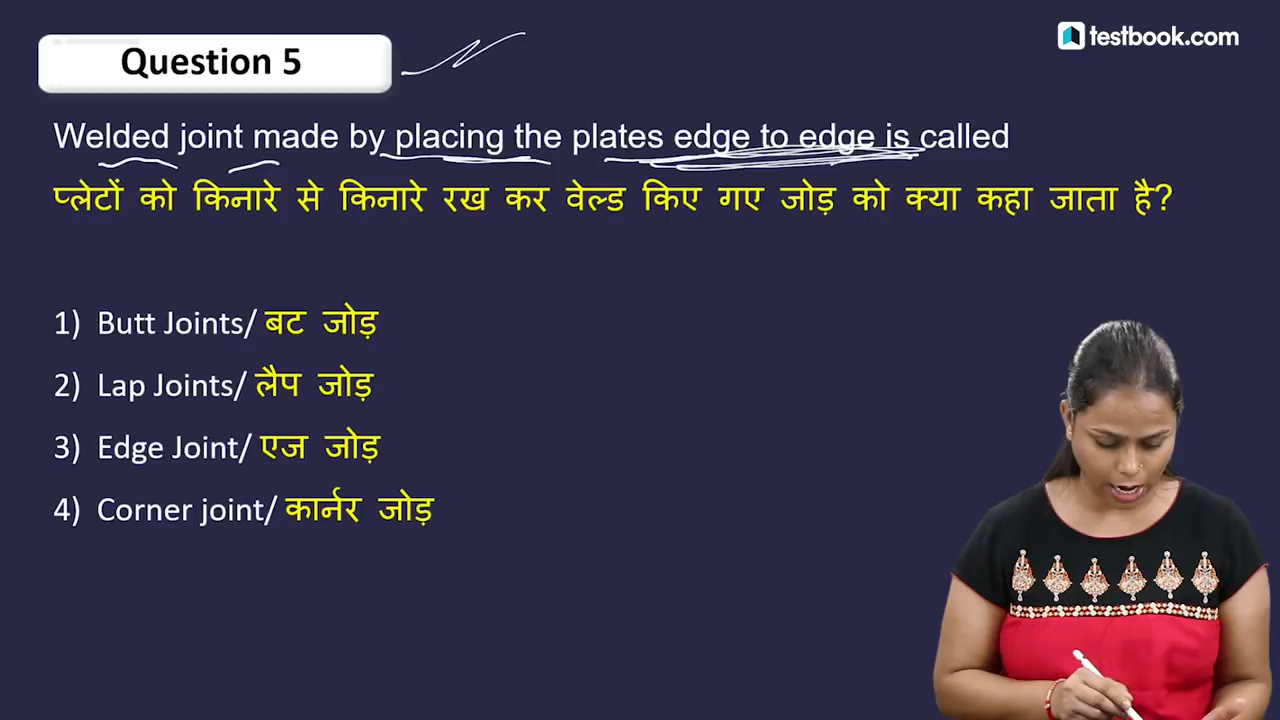 testbook.com
Question 5
Welded joint made by placing the plates edge to edge is called
प्लेटों को किनारे से किनारे रख कर वेल्ड किए गए जोड़ को क्या कहा जाता है?
1) Butt Joints/ बट जोड़
2) Lap Joints/ लैप जोड़
3) Edge Joint/ एज जोड़
4) Corner joint/ कार्नर जोड़